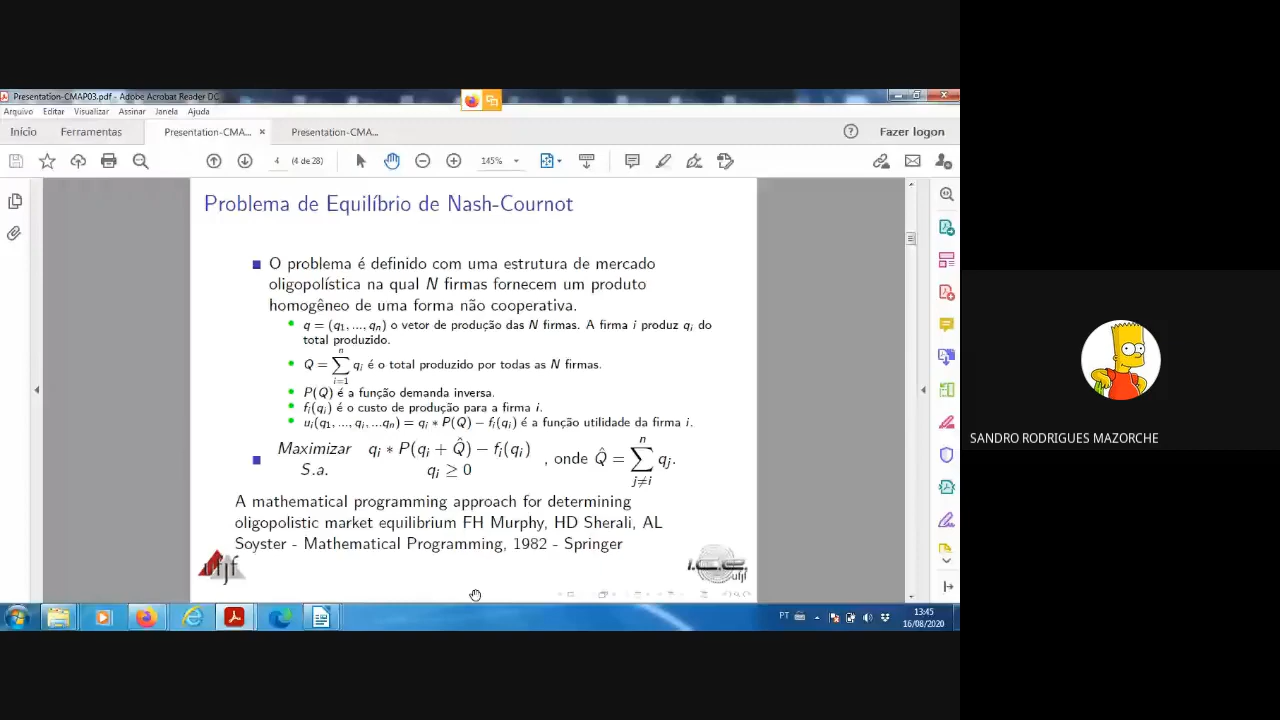 Presentation-CMAP03.pdf - Adobe Acrobat Reader DC
Arquivo Editar Visualizar Assinar Janela Ajuda
Início Ferramentas Presentation-CMA... × Presentation-CMA... Fazer logon
4 (4 de 28) 145%
Problema de Equilíbrio de Nash-Cournot
O problema é definido com uma estrutura de mercado
oligopolística na qual N firmas fornecem um produto
homogêneo de uma forma não cooperativa.
q = (q₁, ..., qₙ) o vetor de produção das N firmas. A firma i produz qᵢ do
total produzido.
Q = ∑ⁿᵢ₌₁ qᵢ é o total produzido por todas as N firmas.
P(Q) é a função demanda inversa.
fᵢ(qᵢ) é o custo de produção para a firma i.
uᵢ(q₁, ..., qᵢ, ...qₙ) = qᵢ * P(Q) − fᵢ(qᵢ) é a função utilidade da firma i.
Maximizar qᵢ * P(qᵢ + Q̂) − fᵢ(qᵢ) , onde Q̂ = ∑ⁿⱼ≠ᵢ qⱼ.
S.a. qᵢ ≥ 0
A mathematical programming approach for determining
oligopolistic market equilibrium FH Murphy, HD Sherali, AL
Soyster - Mathematical Programming, 1982 - Springer
ufjf
i.c.e.
ufjf
SANDRO RODRIGUES MAZORCHE
PT
13:45
16/08/2020